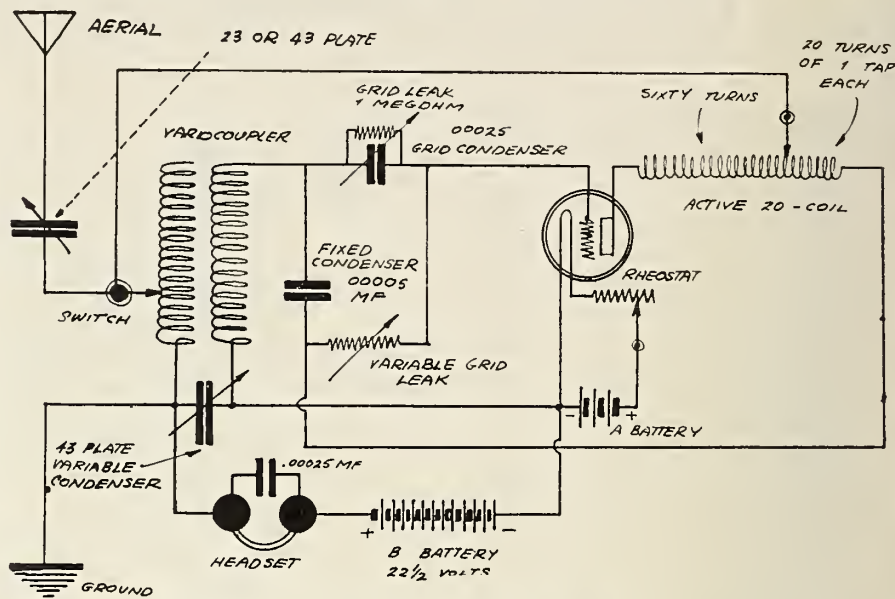 AERIAL
23 OR 43 PLATE
20 TURNS
OF 1 TAP
EACH
GRID LEAK
1 MEGOHM
SIXTY TURNS
VARIOCOUPLER
00025
GRID CONDENSER
ACTIVE 20-COIL
FIXED
CONDENSER
00005
MF
RHEOSTAT
SWITCH
VARIABLE GRID
LEAK
- +
A BATTERY
43 PLATE
VARIABLE
CONDENSER
.00025 MF
+ -
HEADSET
B BATTERY
22 1/2 VOLTS
GROUND